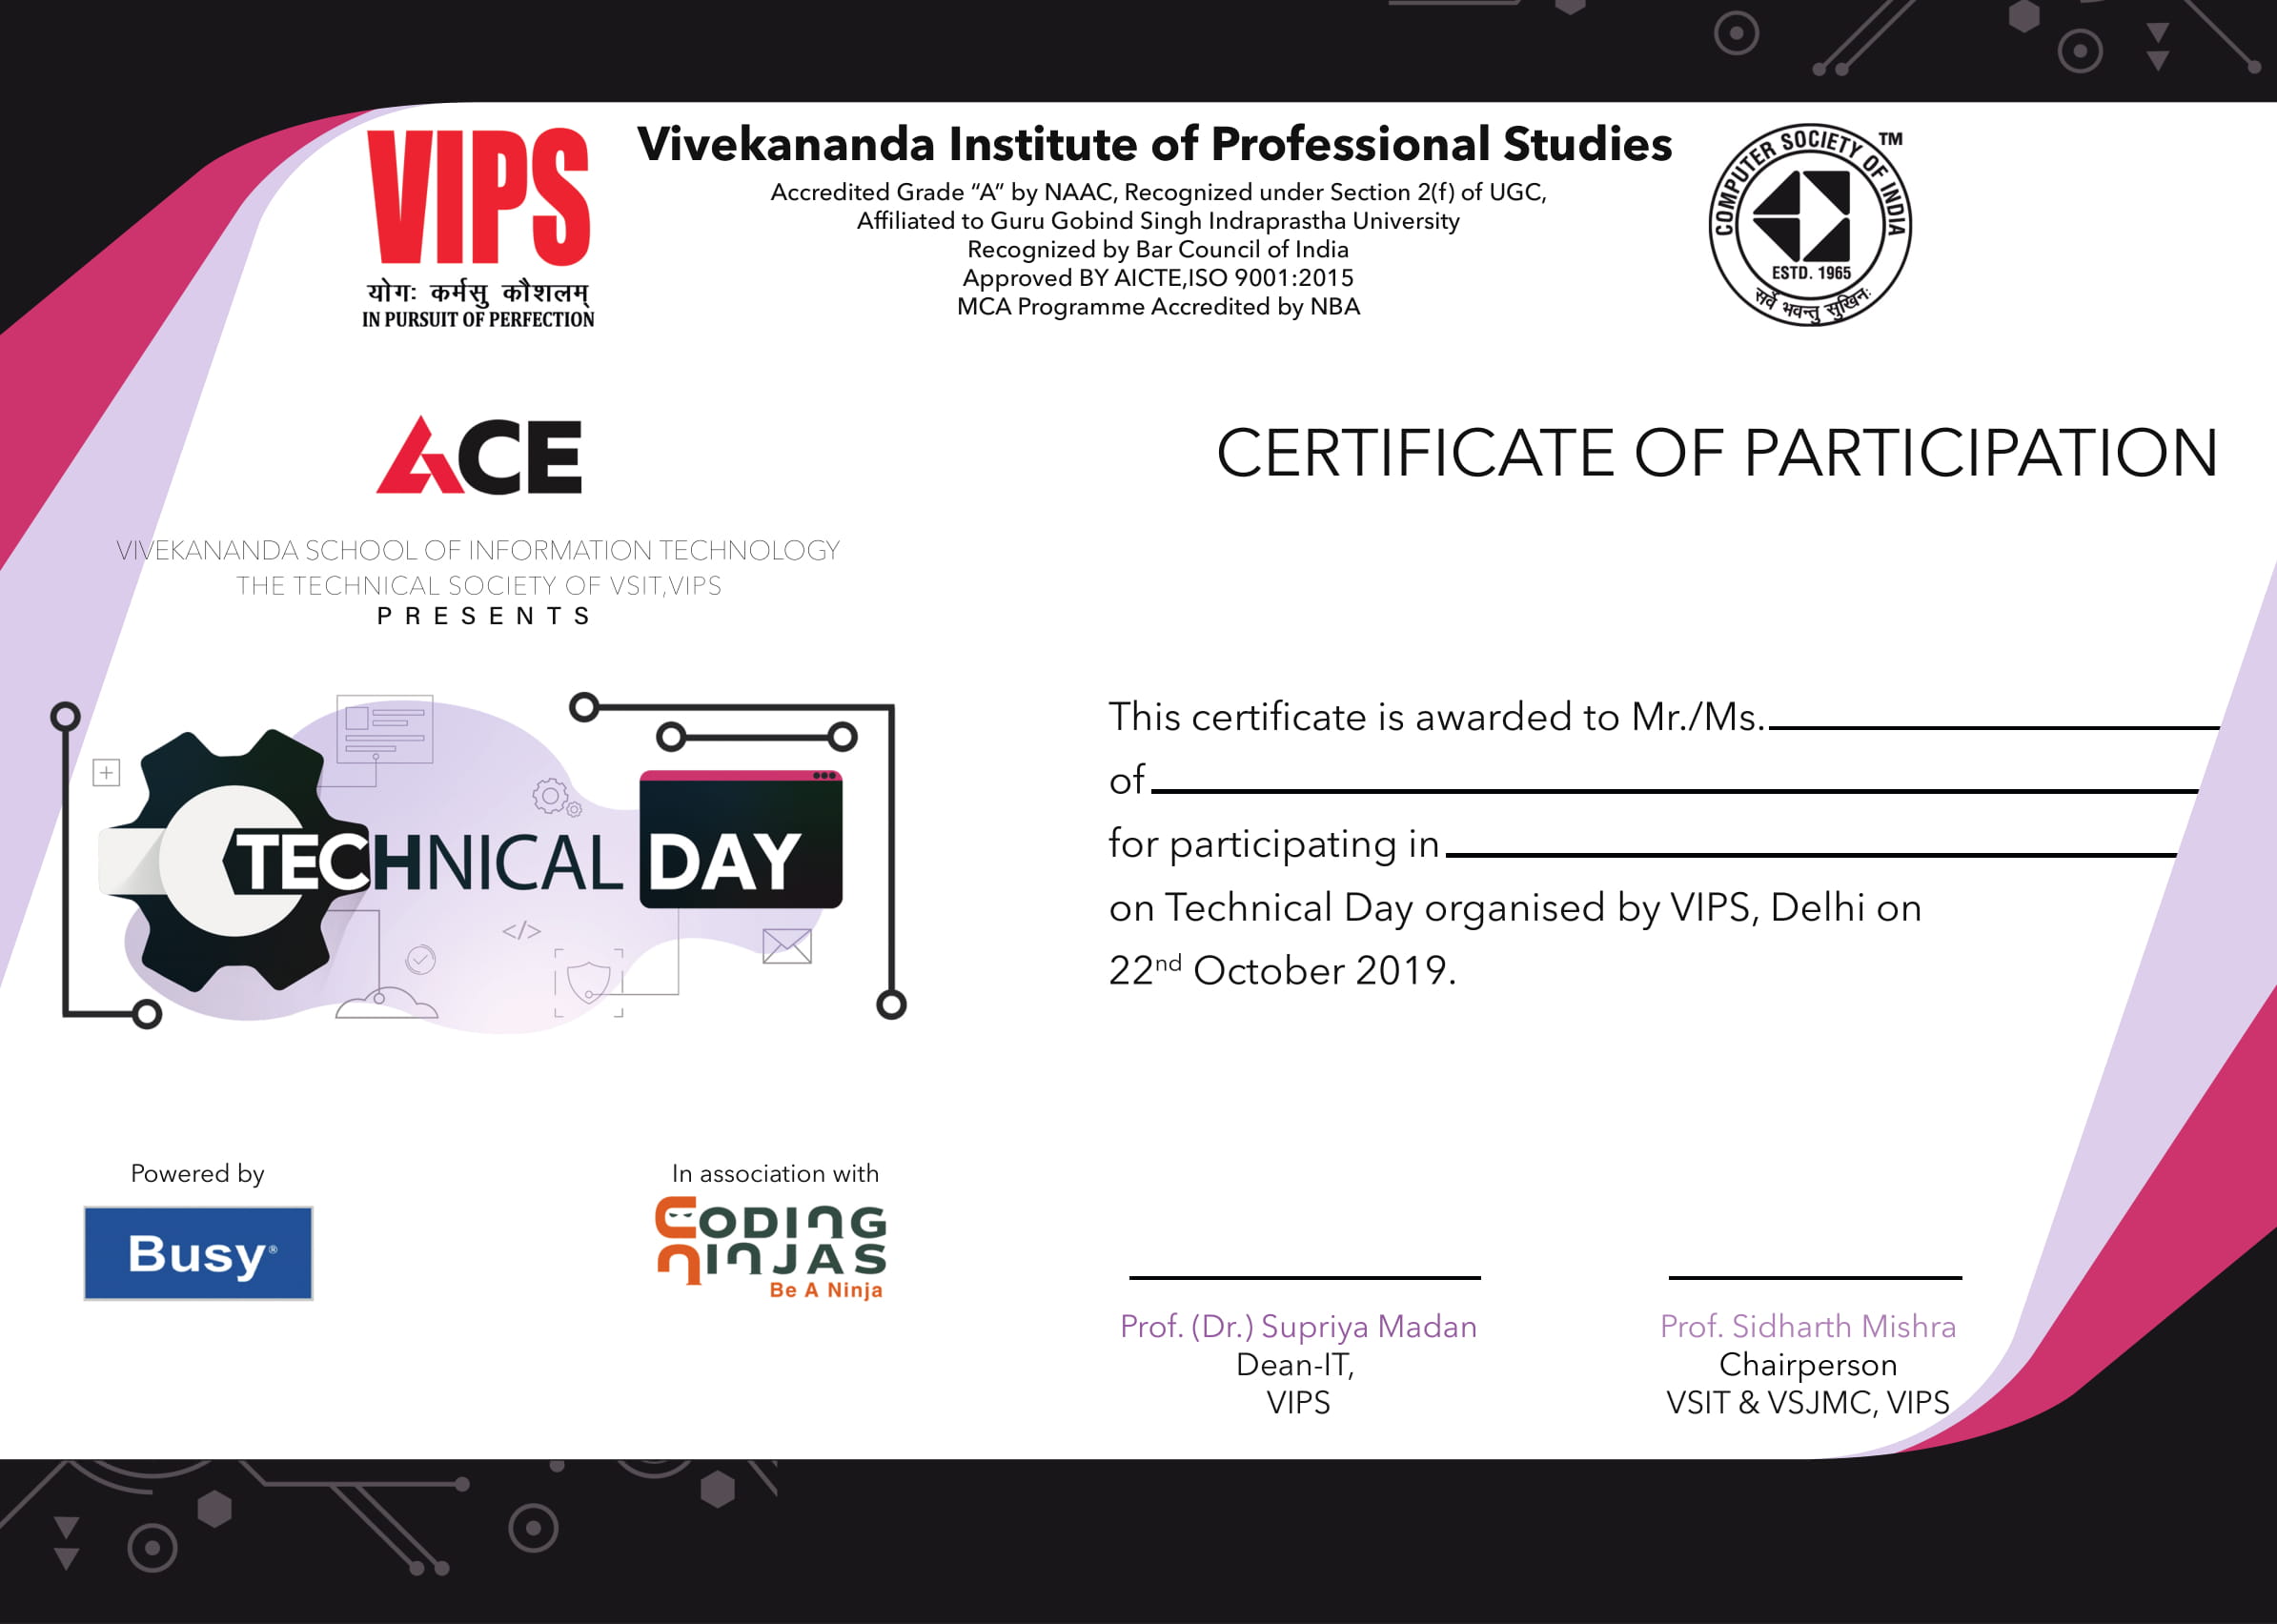 VIPS
योगः कर्मसु कौशलम्
IN PURSUIT OF PERFECTION
Vivekananda Institute of Professional Studies
Accredited Grade “A” by NAAC, Recognized under Section 2(f) of UGC,
Affiliated to Guru Gobind Singh Indraprastha University
Recognized by Bar Council of India
Approved BY AICTE,ISO 9001:2015
MCA Programme Accredited by NBA
COMPUTER SOCIETY OF INDIA
TM
ESTD. 1965
सर्वे भवन्तु सुखिनः
ACE
VIVEKANANDA SCHOOL OF INFORMATION TECHNOLOGY
THE TECHNICAL SOCIETY OF VSIT,VIPS
PRESENTS
TECHNICAL DAY
</>
CERTIFICATE OF PARTICIPATION
This certificate is awarded to Mr./Ms.
of
for participating in
on Technical Day organised by VIPS, Delhi on
22nd October 2019.
Powered by
Busy®
In association with
CODING
NINJAS
Be A Ninja
Prof. (Dr.) Supriya Madan
Dean-IT,
VIPS
Prof. Sidharth Mishra
Chairperson
VSIT & VSJMC, VIPS